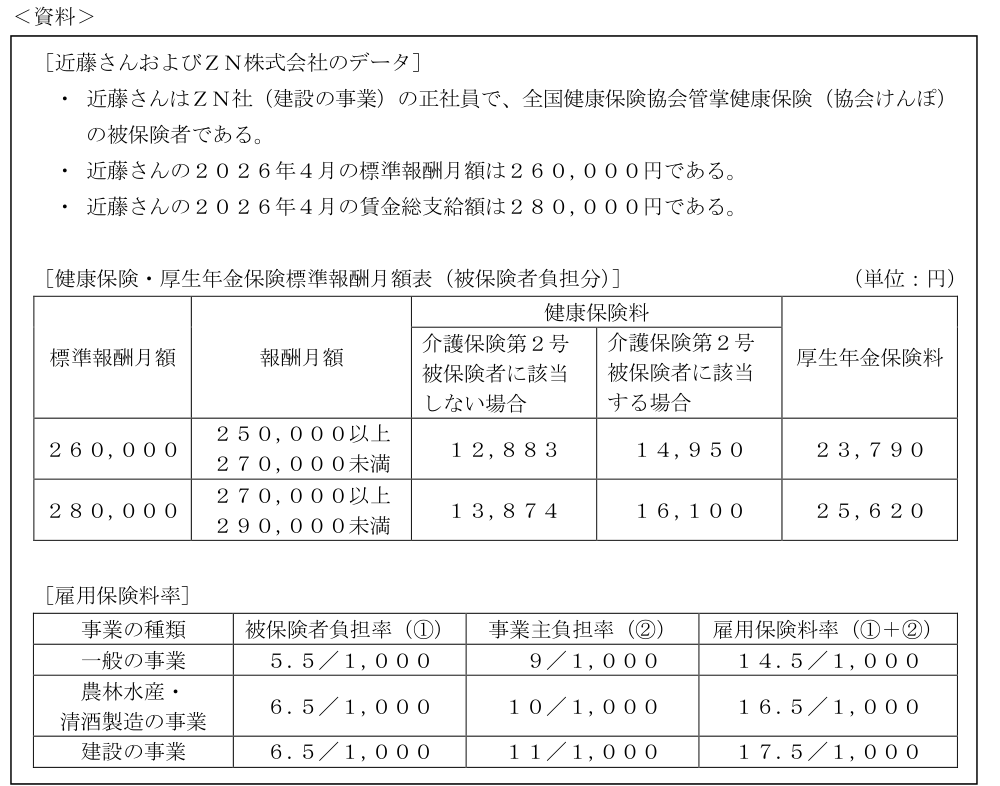 ＜資料＞
［近藤さんおよびＺＮ株式会社のデータ］
・ 近藤さんはＺＮ社（建設の事業）の正社員で、全国健康保険協会管掌健康保険（協会けんぽ）
の被保険者である。
・ 近藤さんの２０２６年４月の標準報酬月額は２６０,０００円である。
・ 近藤さんの２０２６年４月の賃金総支給額は２８０,０００円である。
［健康保険・厚生年金保険標準報酬月額表（被保険者負担分）］ （単位：円）
標準報酬月額 報酬月額 健康保険料 厚生年金保険料
介護保険第２号
被保険者に該当
しない場合
介護保険第２号
被保険者に該当
する場合
２６０,０００ ２５０,０００以上
２７０,０００未満 １２,８８３ １４,９５０ ２３,７９０
２８０,０００ ２７０,０００以上
２９０,０００未満 １３,８７４ １６,１００ ２５,６２０
［雇用保険料率］
事業の種類 被保険者負担率（①） 事業主負担率（②） 雇用保険料率（①＋②）
一般の事業 ５.５／１,０００ ９／１,０００ １４.５／１,０００
農林水産・
清酒製造の事業 ６.５／１,０００ １０／１,０００ １６.５／１,０００
建設の事業 ６.５／１,０００ １１／１,０００ １７.５／１,０００